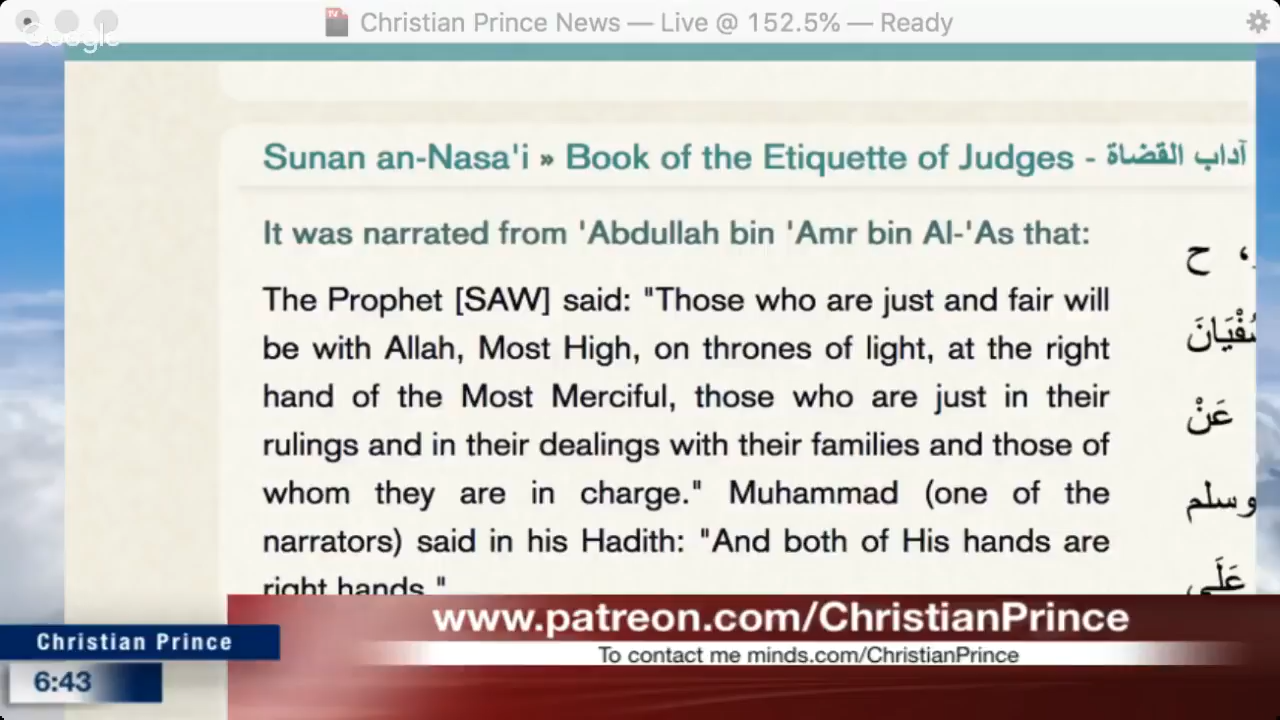 Christian Prince News — Live @ 152.5% — Ready
Google
Sunan an-Nasa'i » Book of the Etiquette of Judges - آداب القضاة
It was narrated from 'Abdullah bin 'Amr bin Al-'As that:
The Prophet [SAW] said: "Those who are just and fair will
be with Allah, Most High, on thrones of light, at the right
hand of the Most Merciful, those who are just in their
rulings and in their dealings with their families and those of
whom they are in charge." Muhammad (one of the
narrators) said in his Hadith: "And both of His hands are
right hands."
، ح
سُفْيَانَ
عَنْ
وسلم
عَلَى
www.patreon.com/ChristianPrince
To contact me minds.com/ChristianPrince
Christian Prince
6:43